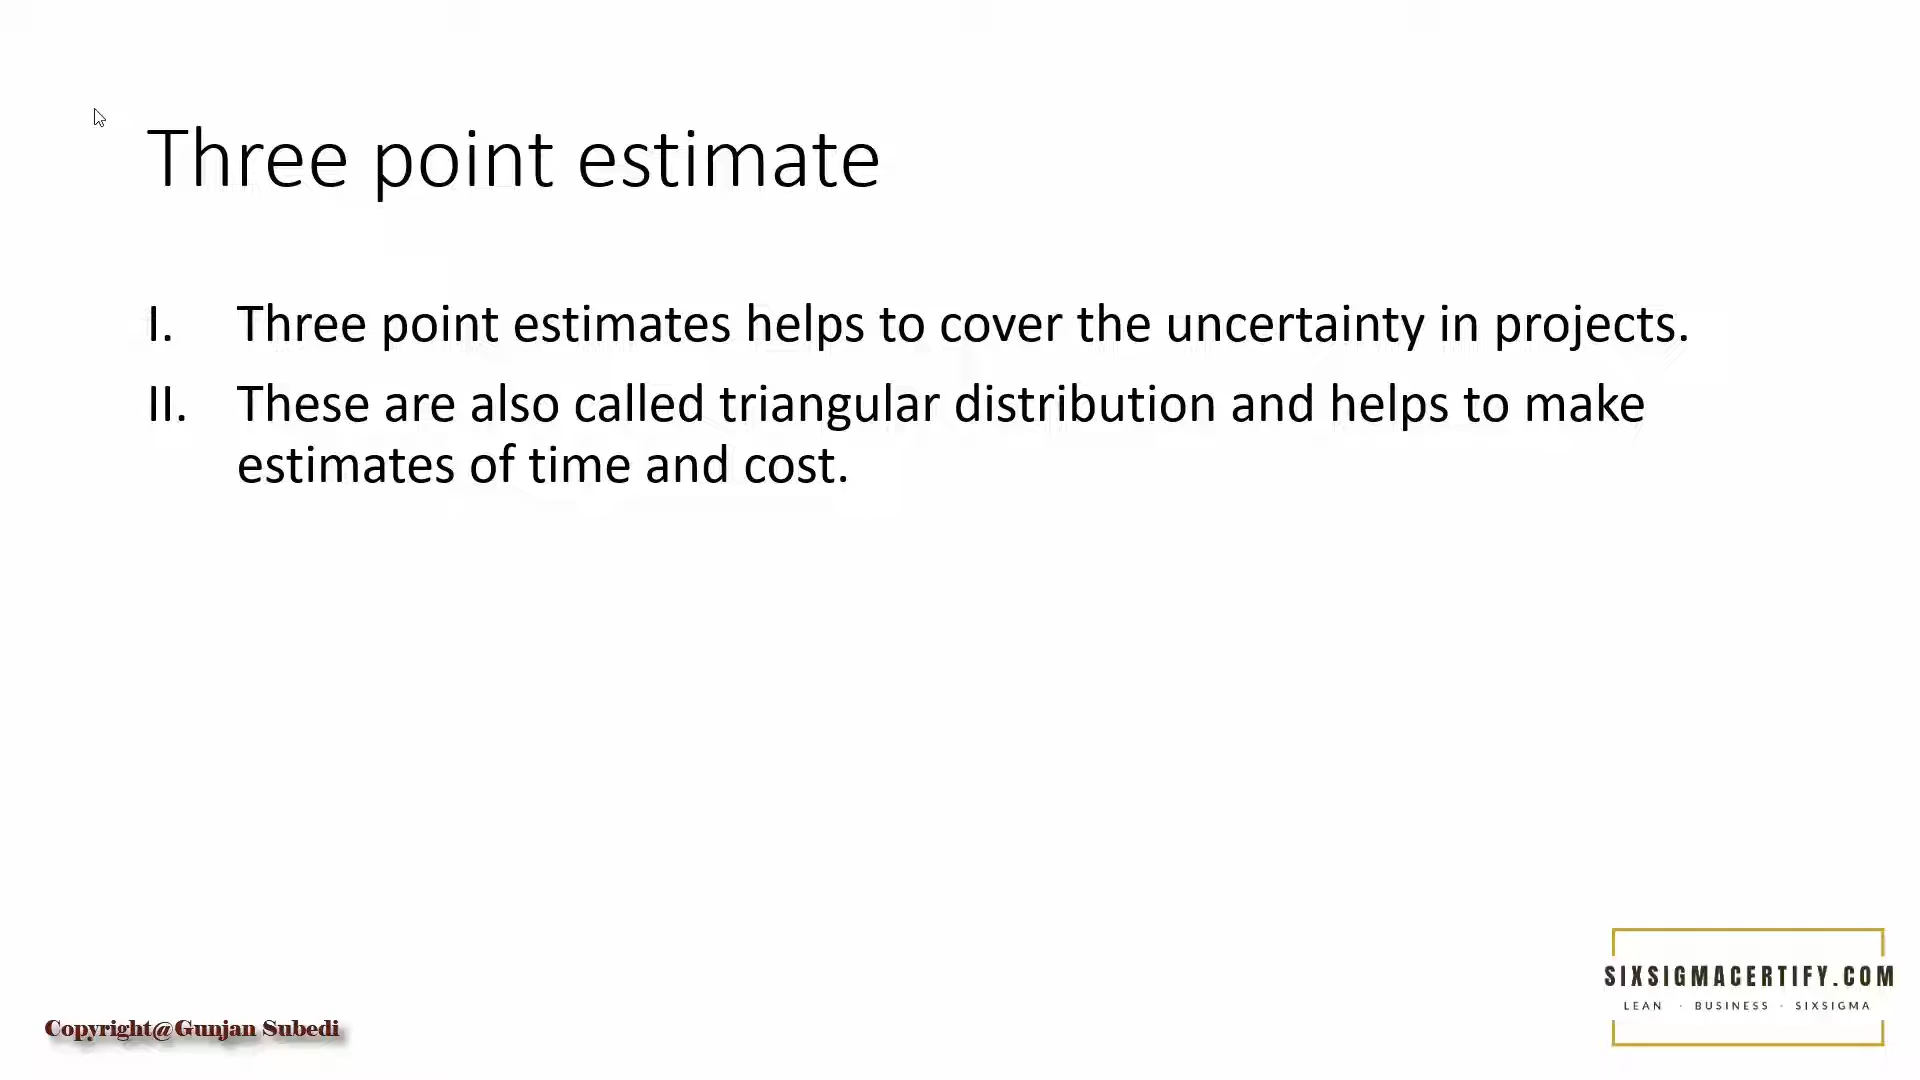 Three point estimate
I. Three point estimates helps to cover the uncertainty in projects.
II. These are also called triangular distribution and helps to make
estimates of time and cost.
SIXSIGMACERTIFY.COM
LEAN · BUSINESS · SIXSIGMA
Copyright@Gunjan Subedi